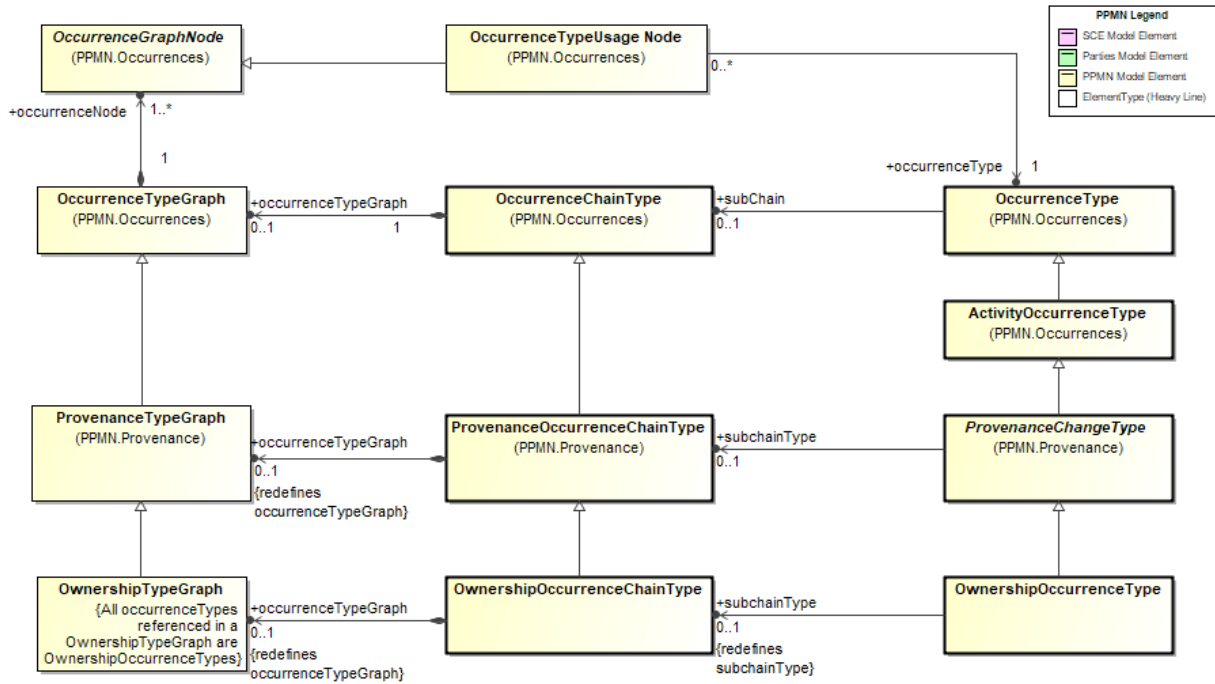 OccurrenceGraphNode
(PPMN.Occurrences)
OccurrenceTypeUsage Node
(PPMN.Occurrences)
PPMN Legend
SCE Model Element
Parties Model Element
PPMN Model Element
ElementType (Heavy Line)
0..*
+occurrenceNode
1..*
1
+occurrenceType
1
OccurrenceTypeGraph
(PPMN.Occurrences)
+occurrenceTypeGraph
0..1
1
OccurrenceChainType
(PPMN.Occurrences)
+subChain
0..1
OccurrenceType
(PPMN.Occurrences)
ActivityOccurrenceType
(PPMN.Occurrences)
ProvenanceTypeGraph
(PPMN.Provenance)
+occurrenceTypeGraph
0..1
{redefines
occurrenceTypeGraph}
ProvenanceOccurrenceChainType
(PPMN.Provenance)
+subchainType
0..1
ProvenanceChangeType
(PPMN.Provenance)
OwnershipTypeGraph
{All occurrenceTypes
referenced in a
OwnershipTypeGraph are
OwnershipOccurrenceTypes}
+occurrenceTypeGraph
0..1
{redefines
occurrenceTypeGraph}
OwnershipOccurrenceChainType
+subchainType
0..1
{redefines
subchainType}
OwnershipOccurrenceType